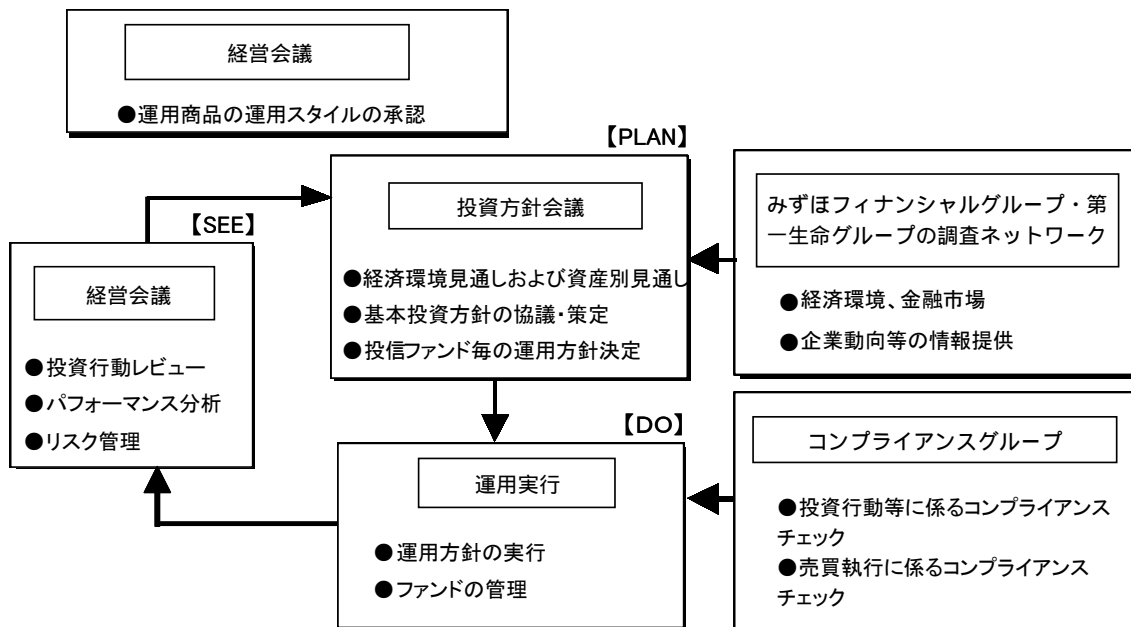 経営会議
●運用商品の運用スタイルの承認
【PLAN】
投資方針会議
●経済環境見通しおよび資産別見通し
●基本投資方針の協議・策定
●投信ファンド毎の運用方針決定
みずほフィナンシャルグループ・第
一生命グループの調査ネットワーク
●経済環境、金融市場
●企業動向等の情報提供
【SEE】
経営会議
●投資行動レビュー
●パフォーマンス分析
●リスク管理
【DO】
運用実行
●運用方針の実行
●ファンドの管理
コンプライアンスグループ
●投資行動等に係るコンプライアンス
チェック
●売買執行に係るコンプライアンス
チェック